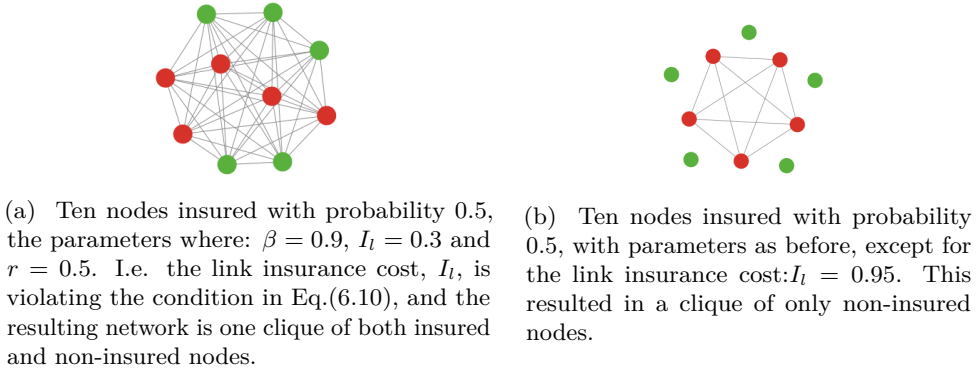 (a) Ten nodes insured with probability 0.5,
the parameters where: β = 0.9, I_l = 0.3 and
r = 0.5. I.e. the link insurance cost, I_l, is
violating the condition in Eq.(6.10), and the
resulting network is one clique of both insured
and non-insured nodes.
(b) Ten nodes insured with probability
0.5, with parameters as before, except for
the link insurance cost:I_l = 0.95. This
resulted in a clique of only non-insured
nodes.